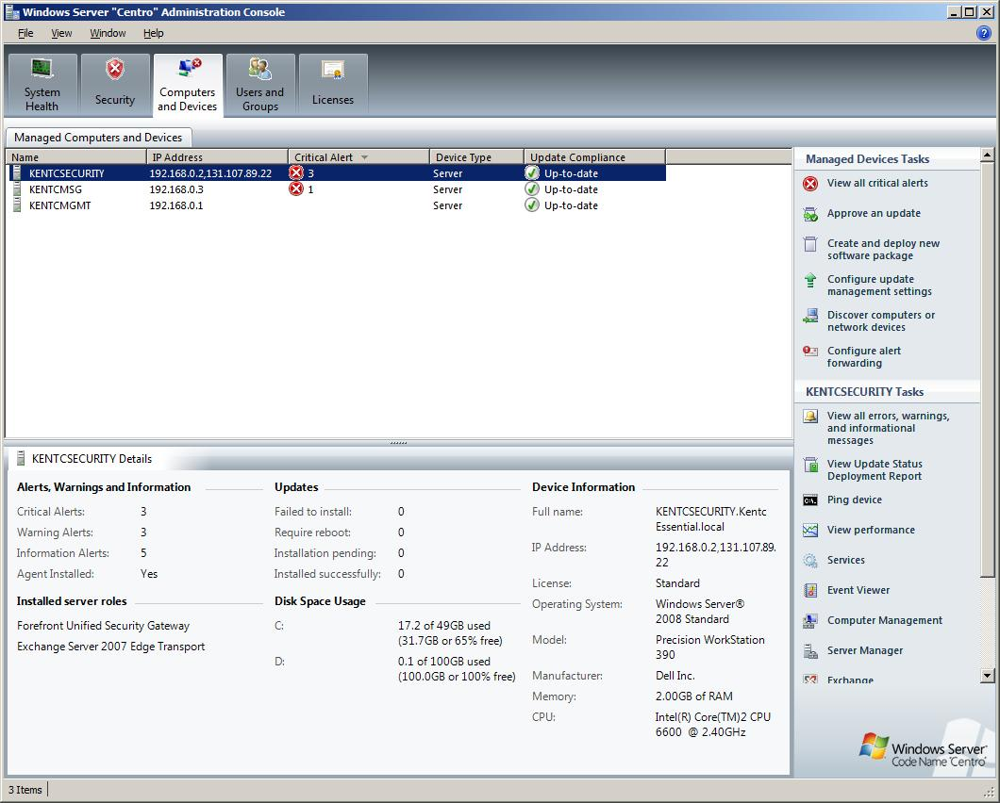 Windows Server "Centro" Administration Console
File View Window Help
System Health
Security
Computers and Devices
Users and Groups
Licenses
Managed Computers and Devices
Name IP Address Critical Alert Device Type Update Compliance
KENTCSECURITY 192.168.0.2,131.107.89.22 3 Server Up-to-date
KENTCMSG 192.168.0.3 1 Server Up-to-date
KENTCMGMT 192.168.0.1 Server Up-to-date
Managed Devices Tasks
View all critical alerts
Approve an update
Create and deploy new
software package
Configure update
management settings
Discover computers or
network devices
Configure alert
forwarding
KENTCSECURITY Tasks
View all errors, warnings,
and informational
messages
View Update Status
Deployment Report
Ping device
View performance
Services
Event Viewer
Computer Management
Server Manager
Exchange
KENTCSECURITY Details
Alerts, Warnings and Information
Critical Alerts: 3
Warning Alerts: 3
Information Alerts: 5
Agent Installed: Yes
Installed server roles
Forefront Unified Security Gateway
Exchange Server 2007 Edge Transport
Updates
Failed to install: 0
Require reboot: 0
Installation pending: 0
Installed successfully: 0
Disk Space Usage
C: 17.2 of 49GB used
(31.7GB or 65% free)
D: 0.1 of 100GB used
(100.0GB or 100% free)
Device Information
Full name: KENTCSECURITY.Kentc
Essential.local
IP Address: 192.168.0.2,131.107.89.
22
License: Standard
Operating System: Windows Server®
2008 Standard
Model: Precision WorkStation
390
Manufacturer: Dell Inc.
Memory: 2.00GB of RAM
CPU: Intel(R) Core(TM)2 CPU
6600 @ 2.40GHz
Windows Server
Code Name 'Centro'
3 Items